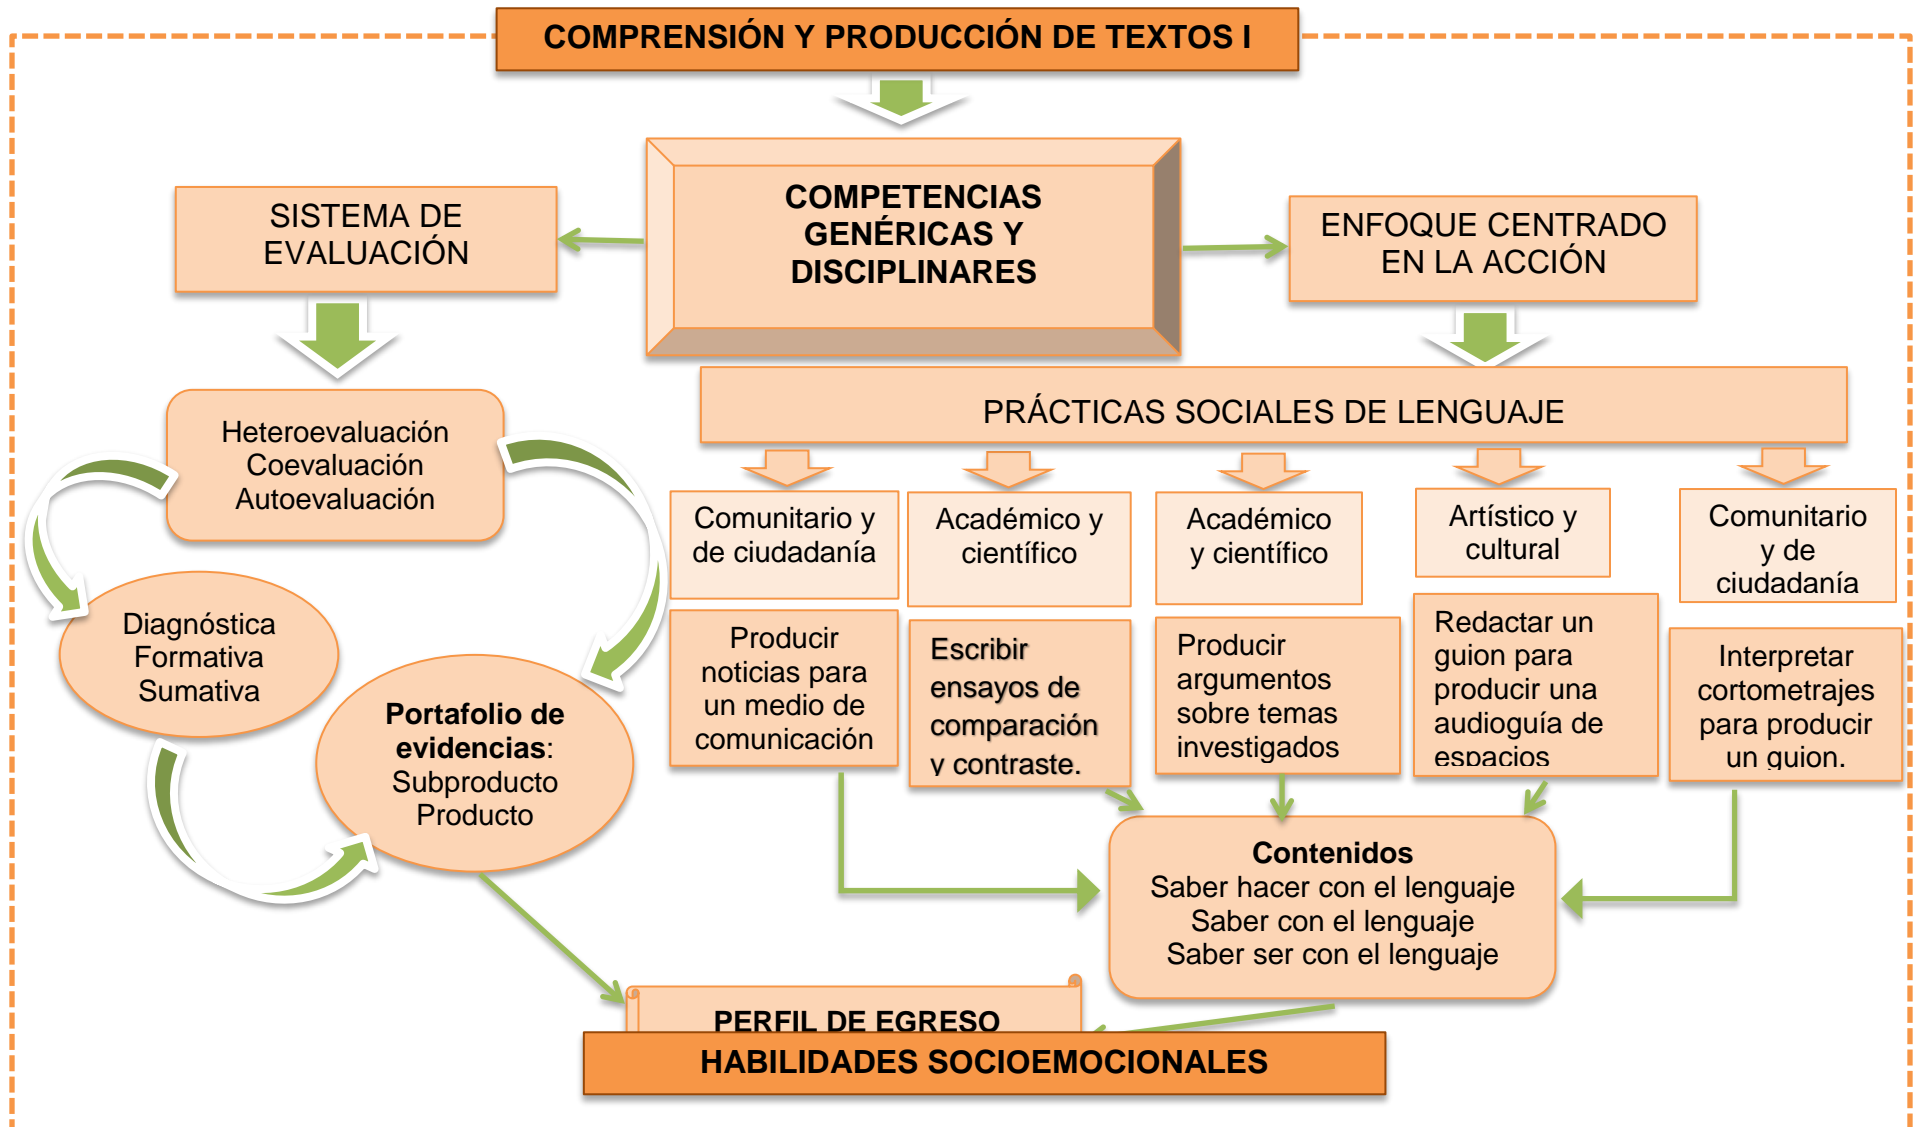 COMPRENSIÓN Y PRODUCCIÓN DE TEXTOS I
COMPETENCIAS
GENÉRICAS Y
DISCIPLINARES
SISTEMA DE
EVALUACIÓN
ENFOQUE CENTRADO
EN LA ACCIÓN
Heteroevaluación
Coevaluación
Autoevaluación
Diagnóstica
Formativa
Sumativa
Portafolio de
evidencias:
Subproducto
Producto
PRÁCTICAS SOCIALES DE LENGUAJE
Comunitario y
de ciudadanía
Producir
noticias para
un medio de
comunicación
Académico y
científico
Escribir
ensayos de
comparación
y contraste.
Académico
y científico
Producir
argumentos
sobre temas
investigados
Artístico y
cultural
Redactar un
guion para
producir una
audioguía de
espacios
Comunitario
y de
ciudadanía
Interpretar
cortometrajes
para producir
un guion.
Contenidos
Saber hacer con el lenguaje
Saber con el lenguaje
Saber ser con el lenguaje
PERFIL DE EGRESO
HABILIDADES SOCIOEMOCIONALES